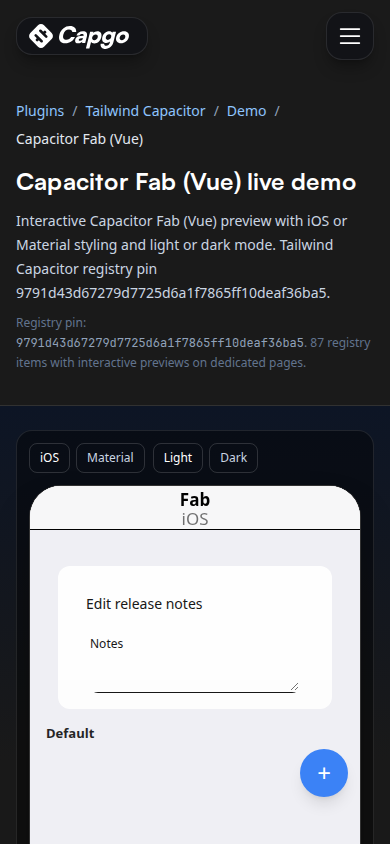 Capgo
Plugins / Tailwind Capacitor / Demo /
Capacitor Fab (Vue)
Capacitor Fab (Vue) live demo
Interactive Capacitor Fab (Vue) preview with iOS or
Material styling and light or dark mode. Tailwind
Capacitor registry pin
9791d43d67279d7725d6a1f7865ff10deaf36ba5.
Registry pin:
9791d43d67279d7725d6a1f7865ff10deaf36ba5. 87 registry
items with interactive previews on dedicated pages.
iOS Material Light Dark
Fab
iOS
Edit release notes
Notes
Default
+